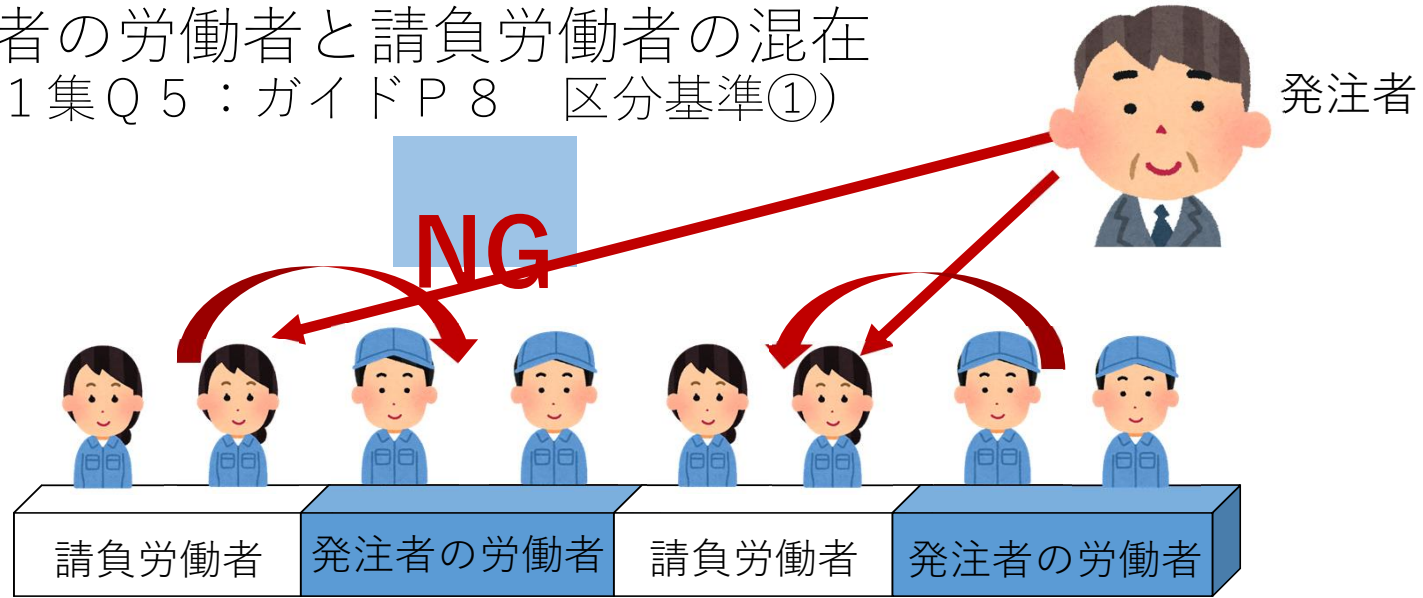 者の労働者と請負労働者の混在
１集Ｑ５：ガイドＰ８　区分基準①）
発注者
NG
請負労働者
発注者の労働者
請負労働者
発注者の労働者